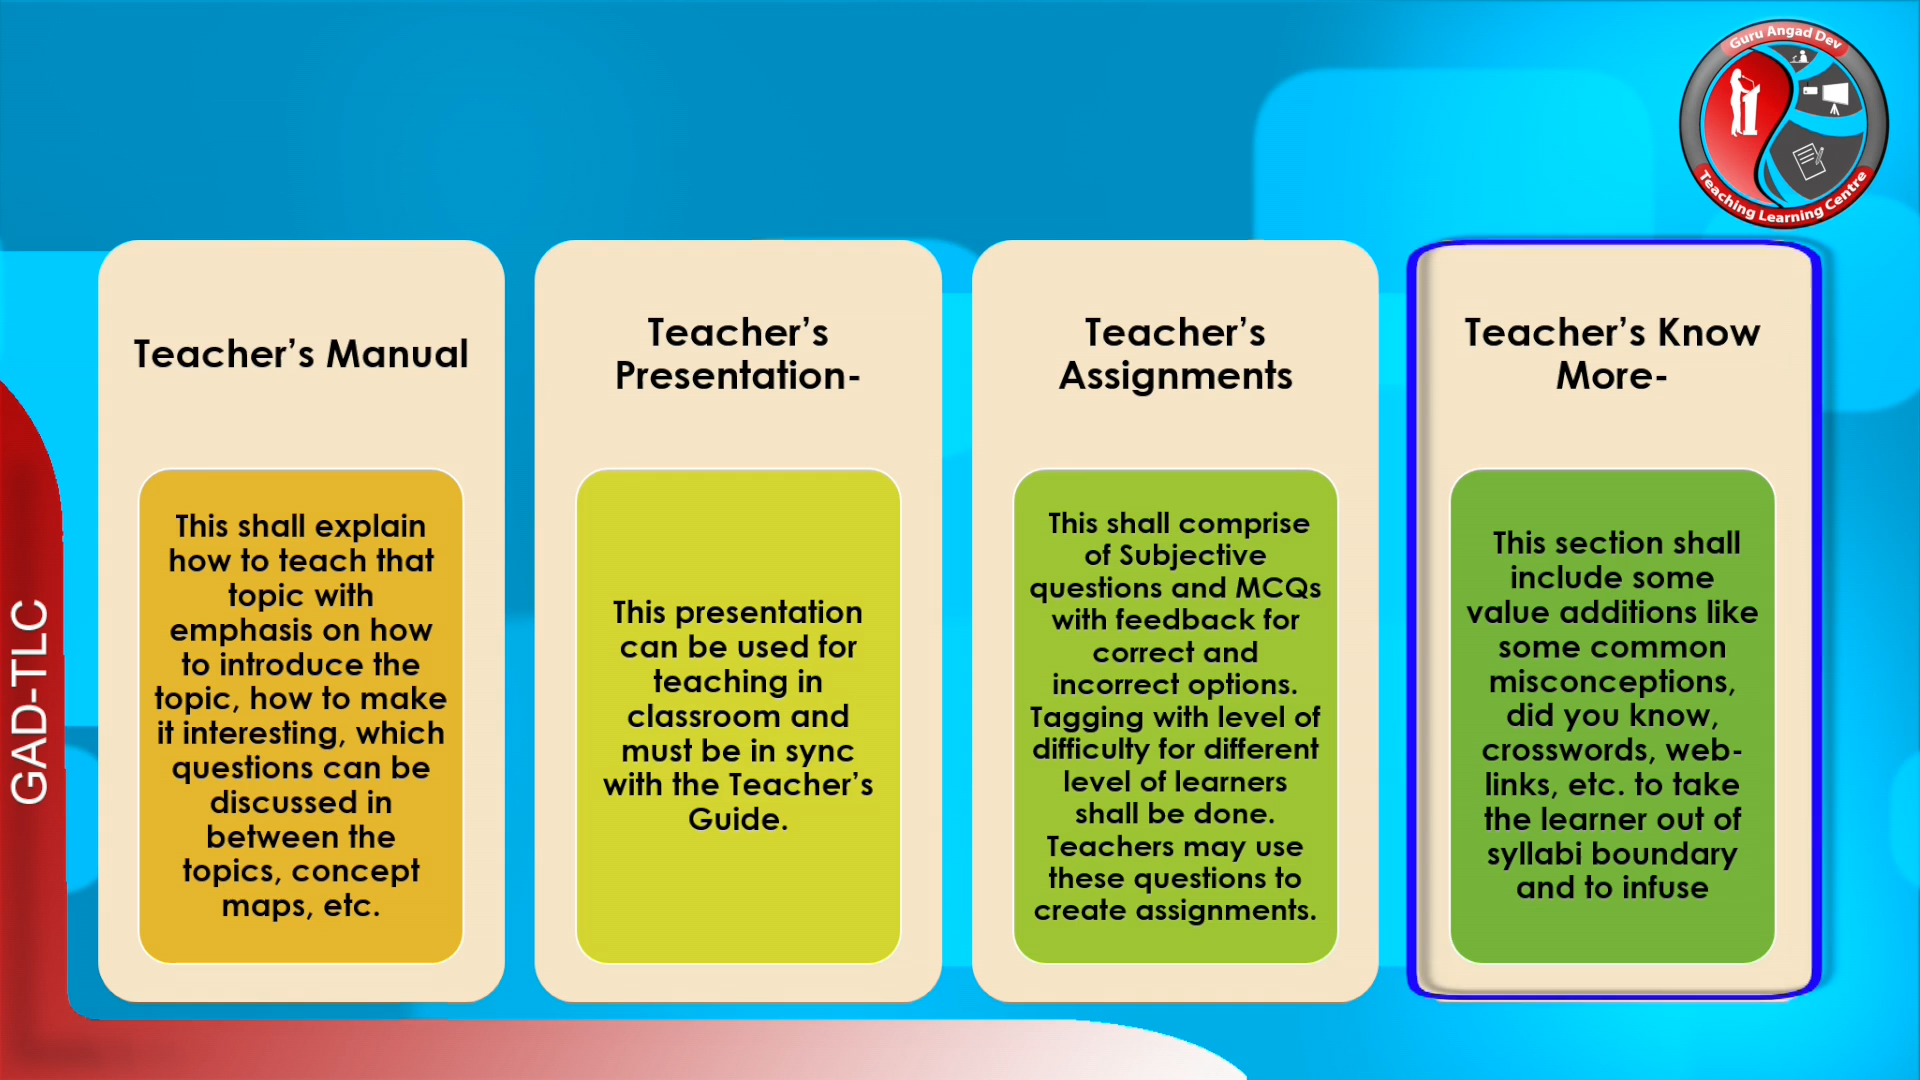 Guru Angad Dev
Teaching Learning Centre
GAD-TLC
Teacher’s Manual
This shall explain
how to teach that
topic with
emphasis on how
to introduce the
topic, how to make
it interesting, which
questions can be
discussed in
between the
topics, concept
maps, etc.
Teacher’s
Presentation-
This presentation
can be used for
teaching in
classroom and
must be in sync
with the Teacher’s
Guide.
Teacher’s
Assignments
This shall comprise
of Subjective
questions and MCQs
with feedback for
correct and
incorrect options.
Tagging with level of
difficulty for different
level of learners
shall be done.
Teachers may use
these questions to
create assignments.
Teacher’s Know
More-
This section shall
include some
value additions like
some common
misconceptions,
did you know,
crosswords, web-
links, etc. to take
the learner out of
syllabi boundary
and to infuse